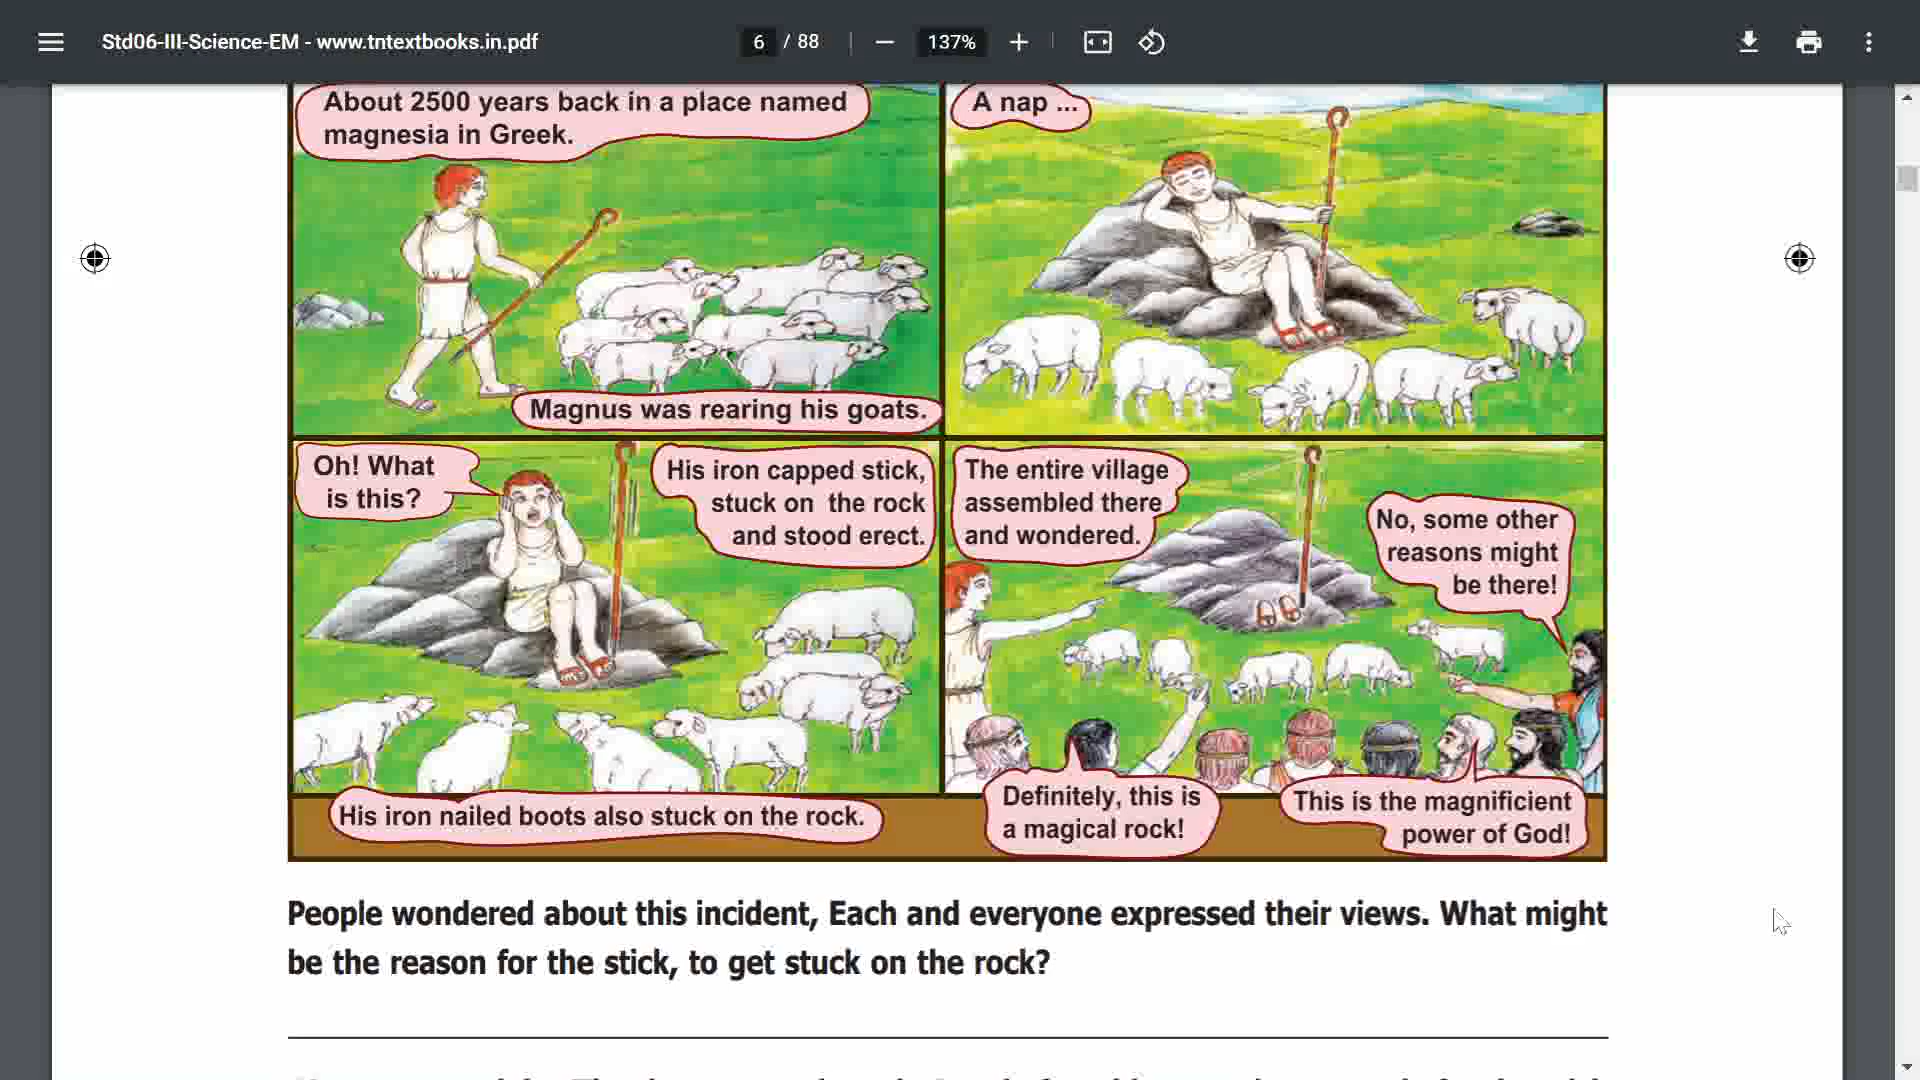 Std06-III-Science-EM - www.tntextbooks.in.pdf
6 / 88
137%
About 2500 years back in a place named
magnesia in Greek.
Magnus was rearing his goats.
A nap ...
Oh! What
is this?
His iron capped stick,
stuck on the rock
and stood erect.
His iron nailed boots also stuck on the rock.
The entire village
assembled there
and wondered.
No, some other
reasons might
be there!
Definitely, this is
a magical rock!
This is the magnificient
power of God!
People wondered about this incident, Each and everyone expressed their views. What might
be the reason for the stick, to get stuck on the rock?